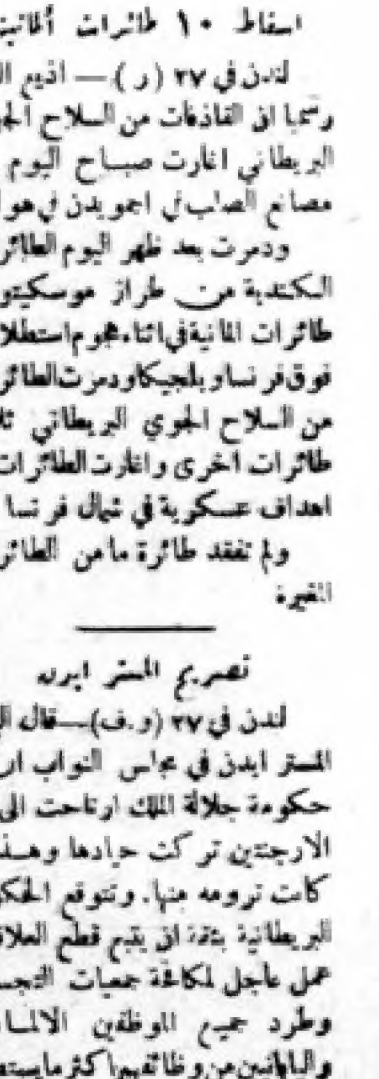 اسقاط ١٠ طائرات ألمانية
لندن في ٢٧ (ر) — اذيع ال
رسميا ان القاذفات من السلاح الجو
البريطاني اغارت صباح اليوم
مصانع الصلب في اجمويدن في هو
ودمرت بعد ظهر اليوم الطائر
الكندية من طراز موسكيتو
طائرات المانية في اثناء هجوم استطلا
فوق فرنسا وبلجيكا ودمرت الطائر
من السلاح الجوي البريطاني ثلا
طائرات اخرى واغارت الطائرات
اهداف عسكرية في شمال فرنسا
ولم تفقد طائرة ما من الطائر
المغيرة
تصريح المستر ايدن
لندن في ٢٧ (و.ف) — قال ال
المستر ايدن في مجلس النواب ان
حكومة جلالة الملك ارتاحت الى
الارجنتين تركت حيادها وهذ
كانت ترومه منها. وتتوقع الحك
البريطانية بثقة ان يتبع قطع العلاق
عمل عاجل لمكافحة جمعيات التجس
وطرد جميع الموظفين الالما
واليابانيين من وظائفهم اكثر ما يستط